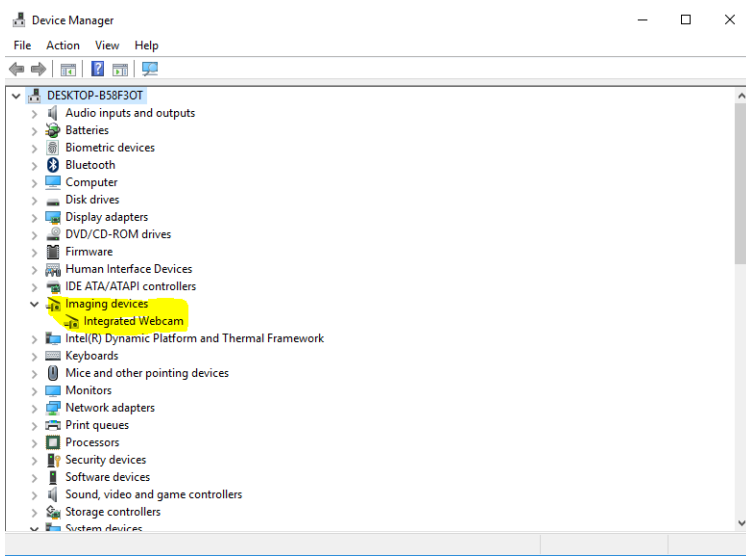 Device Manager
File Action View Help
DESKTOP-B58F3OT
Audio inputs and outputs
Batteries
Biometric devices
Bluetooth
Computer
Disk drives
Display adapters
DVD/CD-ROM drives
Firmware
Human Interface Devices
IDE ATA/ATAPI controllers
Imaging devices
Integrated Webcam
Intel(R) Dynamic Platform and Thermal Framework
Keyboards
Mice and other pointing devices
Monitors
Network adapters
Print queues
Processors
Security devices
Software devices
Sound, video and game controllers
Storage controllers
System devices